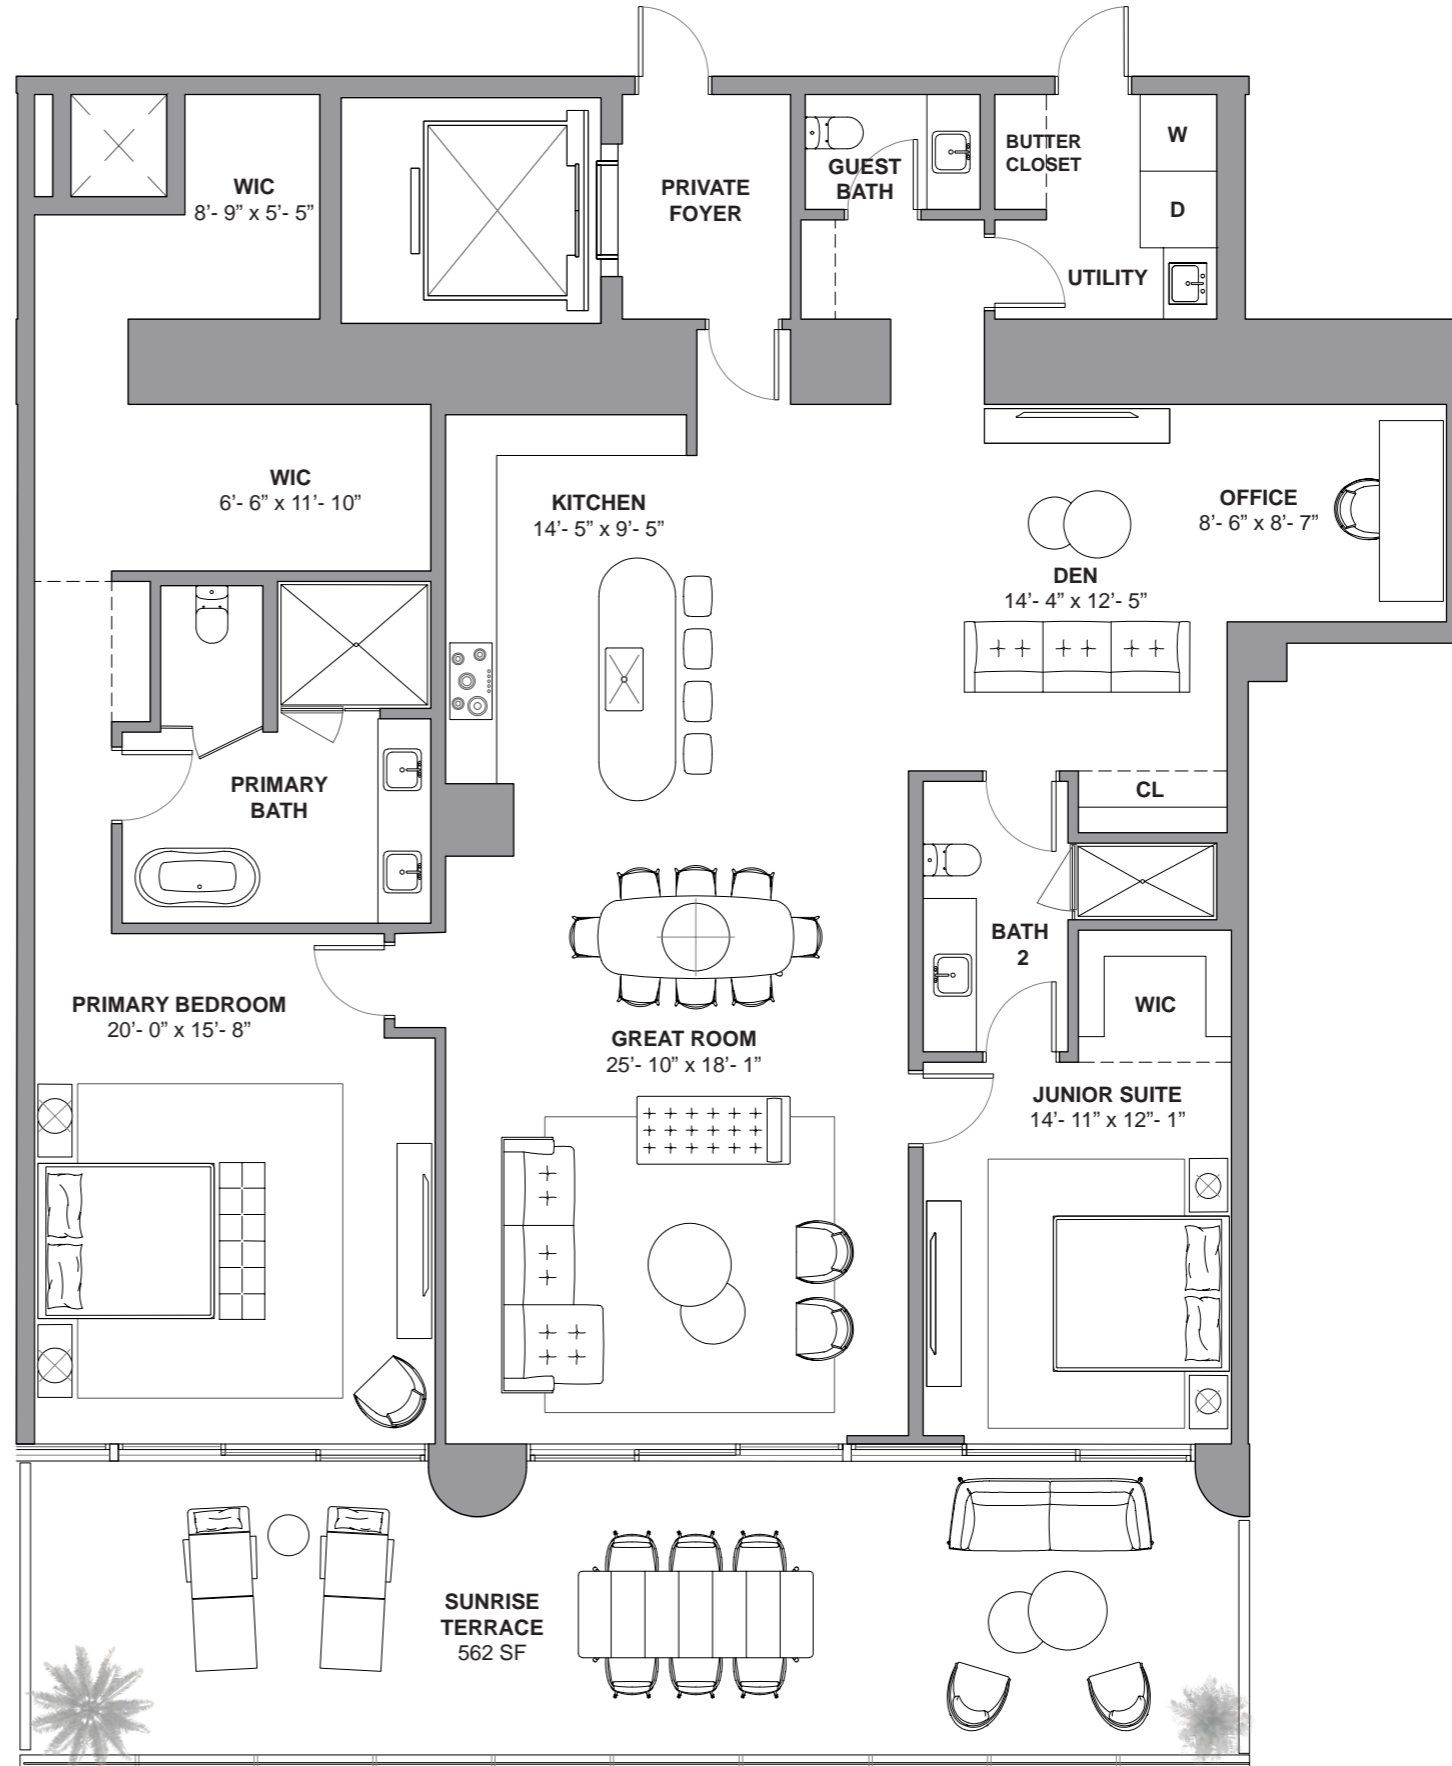 WIC
8’- 9” x 5’- 5”
PRIVATE
FOYER
GUEST
BATH
BUTTER
CLOSET
W
D
UTILITY
WIC
6’- 6” x 11’- 10”
KITCHEN
14’- 5” x 9’- 5”
OFFICE
8’- 6” x 8’- 7”
DEN
14’- 4” x 12’- 5”
PRIMARY
BATH
CL
BATH
2
PRIMARY BEDROOM
20’- 0” x 15’- 8”
WIC
GREAT ROOM
25’- 10” x 18’- 1”
JUNIOR SUITE
14’- 11” x 12”- 1”
SUNRISE
TERRACE
562 SF